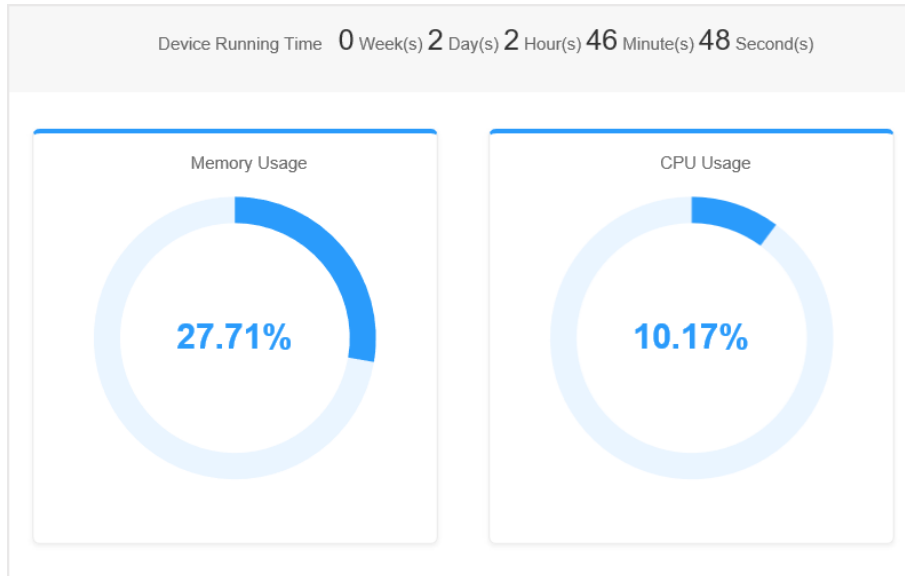 Device Running Time 0 Week(s) 2 Day(s) 2 Hour(s) 46 Minute(s) 48 Second(s)
Memory Usage
27.71%
CPU Usage
10.17%